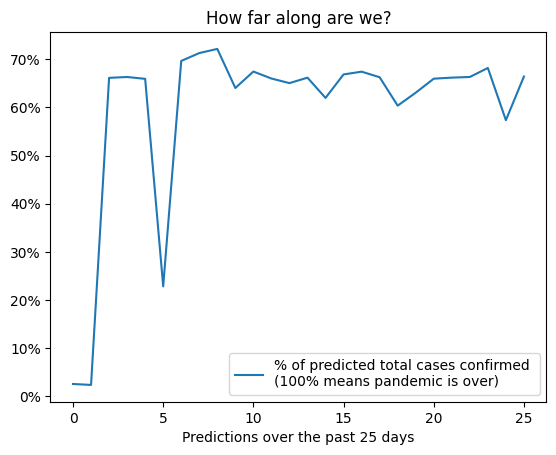 How far along are we?
70%
60%
50%
40%
30%
20%
10%
0%
% of predicted total cases confirmed
(100% means pandemic is over)
0 5 10 15 20 25
Predictions over the past 25 days